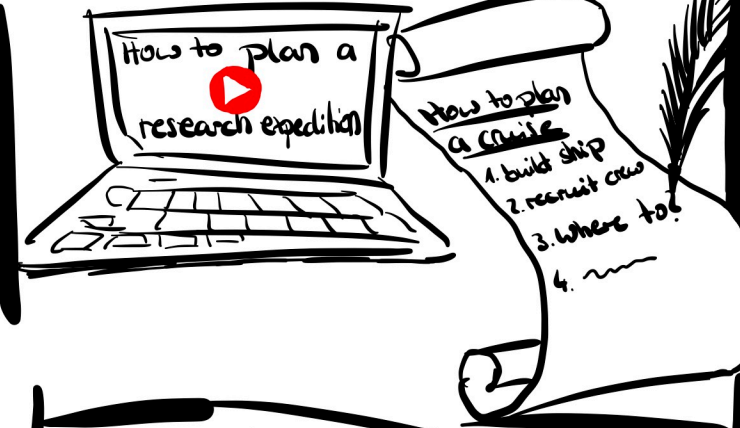 How to plan a
research expedition
How to plan
a cruise
1. build ship
2. recruit crew
3. Where to?
4.